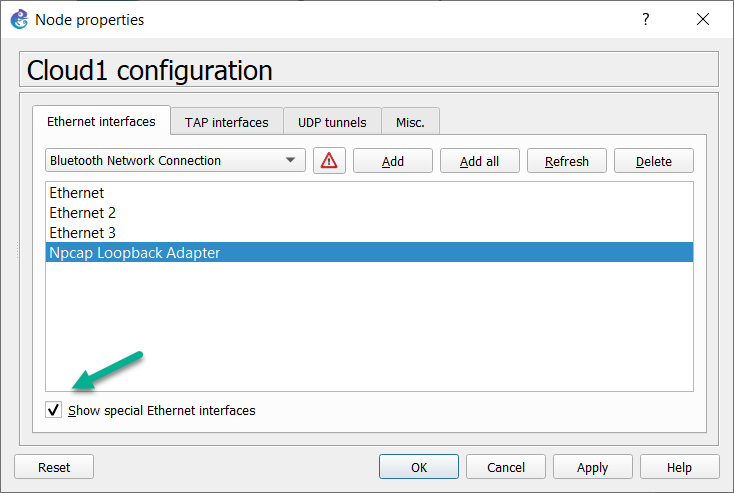 Node properties
?
Cloud1 configuration
Ethernet interfaces TAP interfaces UDP tunnels Misc.
Bluetooth Network Connection Add Add all Refresh Delete
Ethernet
Ethernet 2
Ethernet 3
Npcap Loopback Adapter
Show special Ethernet interfaces
Reset OK Cancel Apply Help